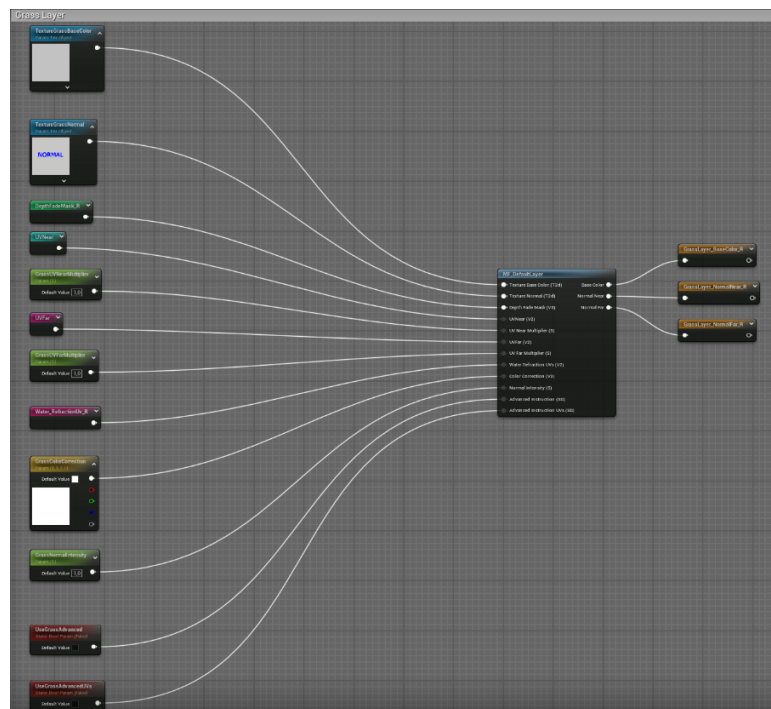 Grass Layer
TextureGrassBaseColor
TextureGrassNormal
NORMAL
DepthFadeMask_R
UVNear
GrassUVNearMultiplier
Default Value 1,0
UVFar
GrassUVFarMultiplier
Default Value 1,0
Water_RefractionUv_R
GrassColorCorrection
Default Value
GrassNormalIntensity
Default Value 1,0
UseGrassAdvanced
Default Value
UseGrassAdvancedUVs
Default Value
MF_DefaultLayer
Texture Base Color (T2d) Base Color
Texture Normal (T2d) Normal Near
Depth Fade Mask (V3) Normal Far
UVNear (V2)
UV Near Multiplier (S)
UVFar (V2)
UV Far Multiplier (S)
Water Refraction UVs (V2)
Color Correction (V3)
Normal Intensity (S)
Advanced Instruction (SB)
Advanced Instruction UVs (SB)
GrassLayer_BaseColor_R
GrassLayer_NormalNear_R
GrassLayer_NormalFar_R